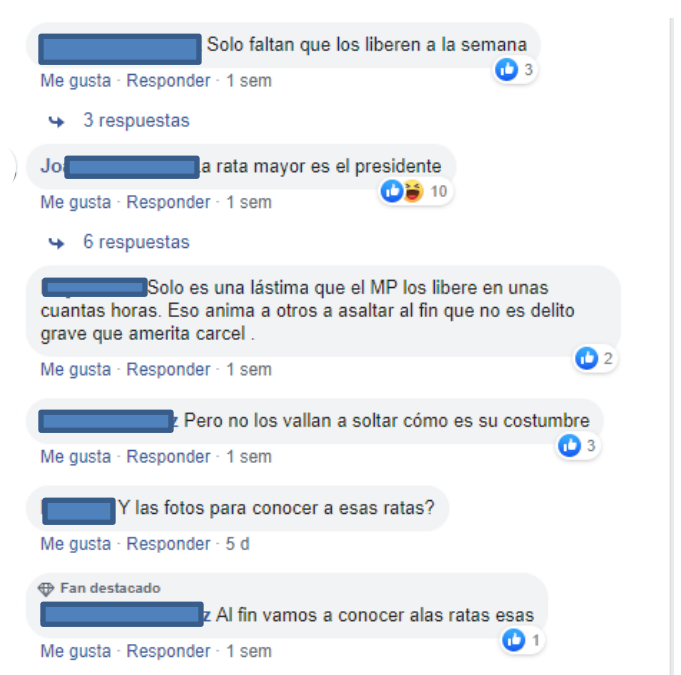 Solo faltan que los liberen a la semana
3
Me gusta · Responder · 1 sem
3 respuestas
Jo a rata mayor es el presidente
10
Me gusta · Responder · 1 sem
6 respuestas
Solo es una lástima que el MP los libere en unas
cuantas horas. Eso anima a otros a asaltar al fin que no es delito
grave que amerita carcel .
2
Me gusta · Responder · 1 sem
z Pero no los vallan a soltar cómo es su costumbre
3
Me gusta · Responder · 1 sem
Y las fotos para conocer a esas ratas?
Me gusta · Responder · 5 d
Fan destacado
z Al fin vamos a conocer alas ratas esas
1
Me gusta · Responder · 1 sem